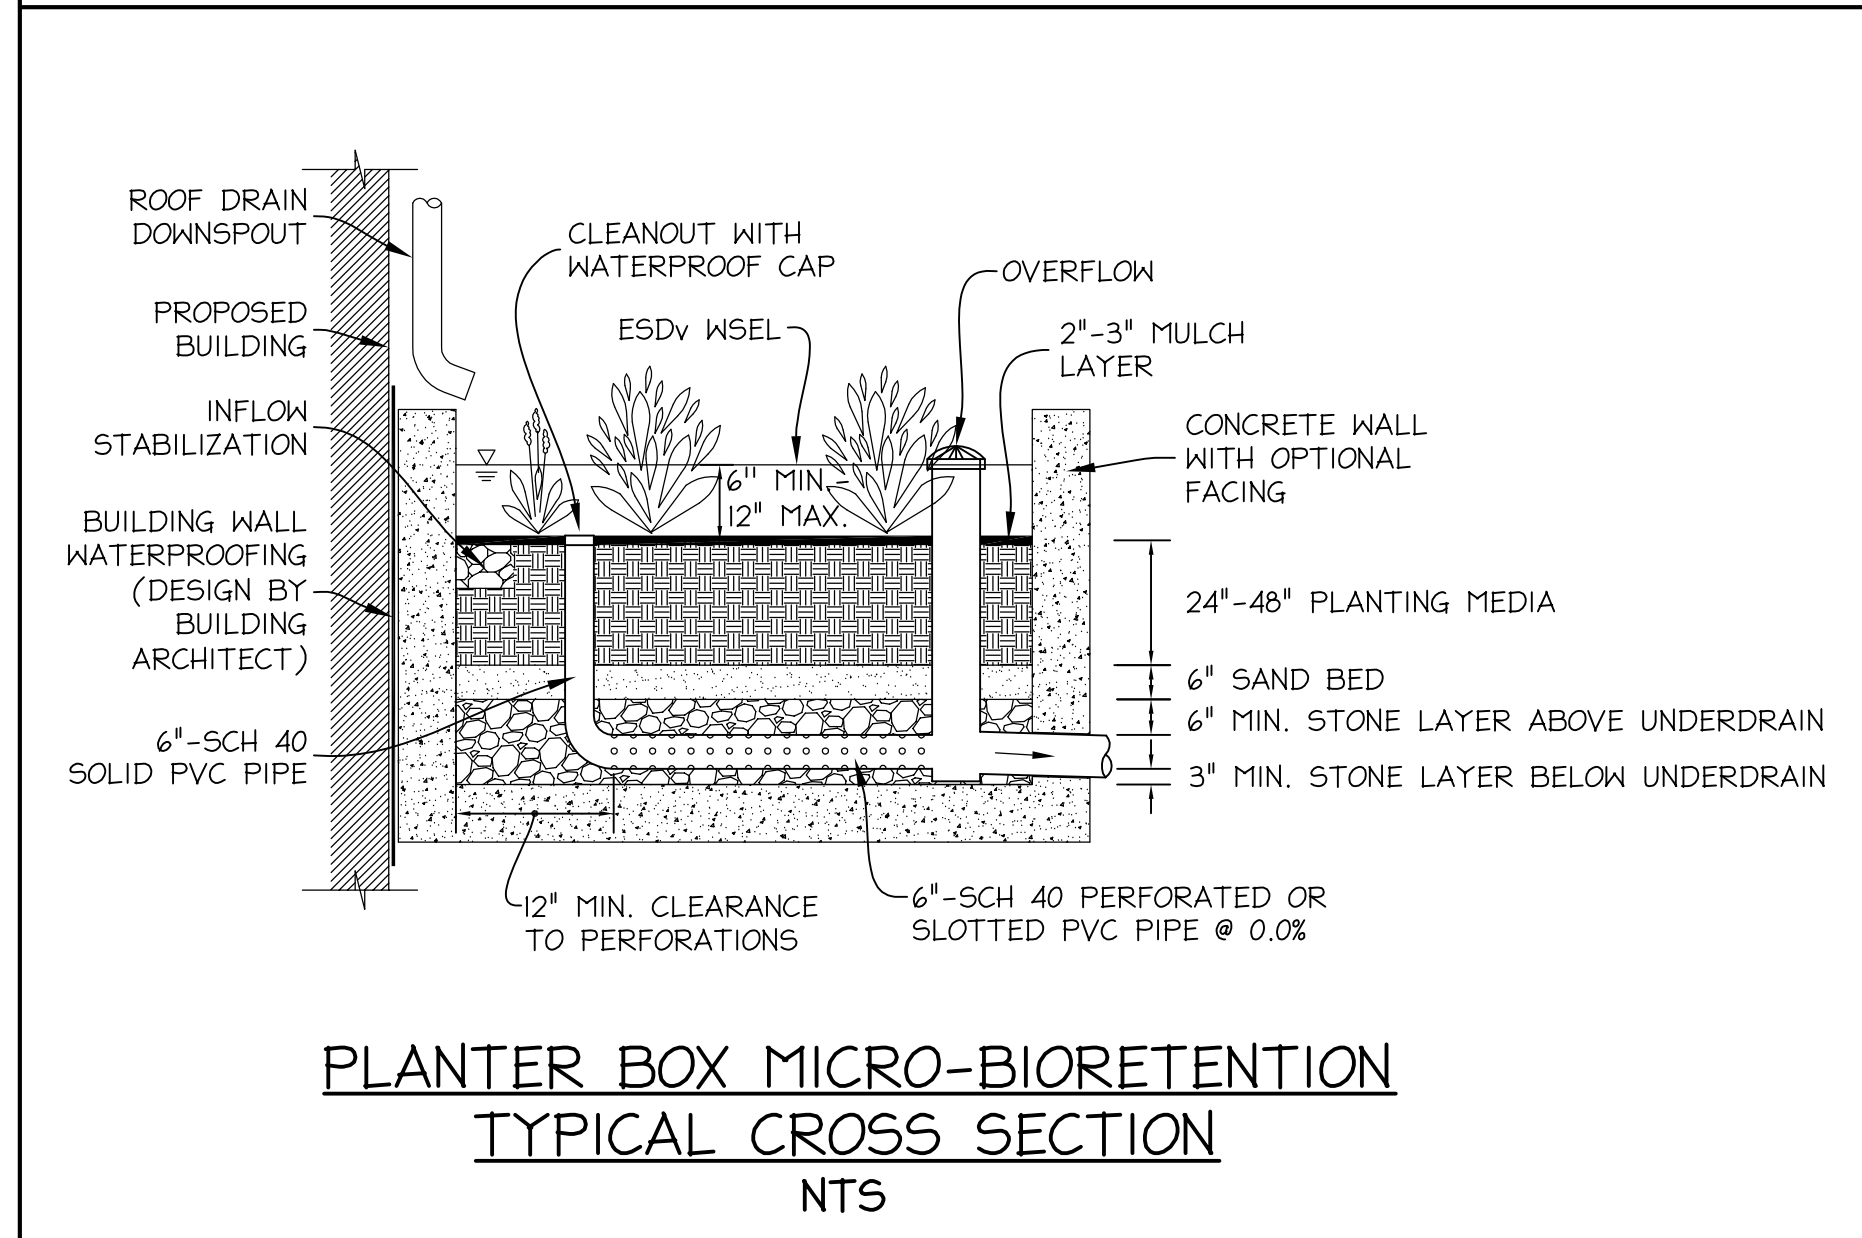 ROOF DRAIN
DOWNSPOUT
PROPOSED
BUILDING
INFLOW
STABILIZATION
BUILDING WALL
WATERPROOFING
(DESIGN BY
BUILDING
ARCHITECT)
6"-SCH 40
SOLID PVC PIPE
CLEANOUT WITH
WATERPROOF CAP
ESDv WSEL
OVERFLOW
2"-3" MULCH
LAYER
CONCRETE WALL
WITH OPTIONAL
FACING
6" MIN.-
12" MAX.
24"-48" PLANTING MEDIA
6" SAND BED
6" MIN. STONE LAYER ABOVE UNDERDRAIN
3" MIN. STONE LAYER BELOW UNDERDRAIN
12" MIN. CLEARANCE
TO PERFORATIONS
6"-SCH 40 PERFORATED OR
SLOTTED PVC PIPE @ 0.0%
PLANTER BOX MICRO-BIORETENTION
TYPICAL CROSS SECTION
NTS